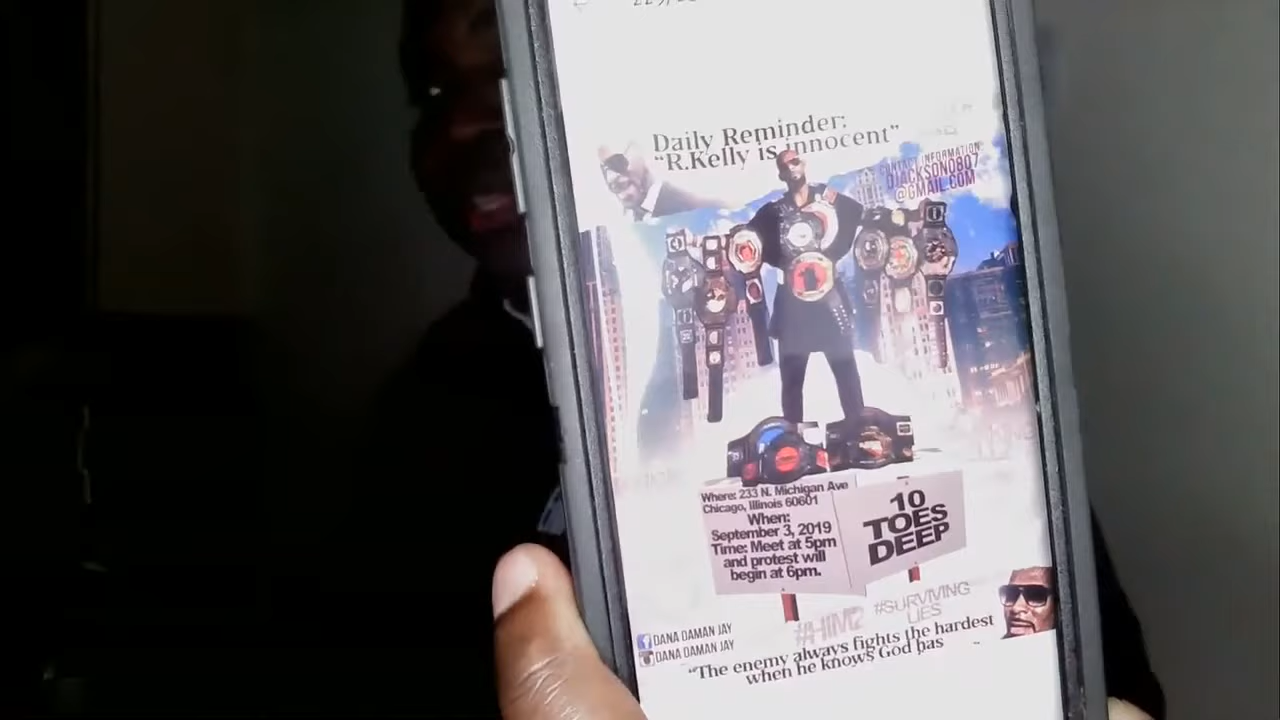 Daily Reminder:
"R.Kelly is innocent"
CONTACT INFORMATION:
DJACKSON0807
@GMAIL.COM
Where: 233 N. Michigan Ave
Chicago, Illinois 60601
When:
September 3, 2019
Time: Meet at 5pm
and protest will
begin at 6pm.
10
TOES
DEEP
#HIM2
#SURVIVING
LIES
DANA DAMAN JAY
DANA DAMAN JAY
"The enemy always fights the hardest
when he knows God has